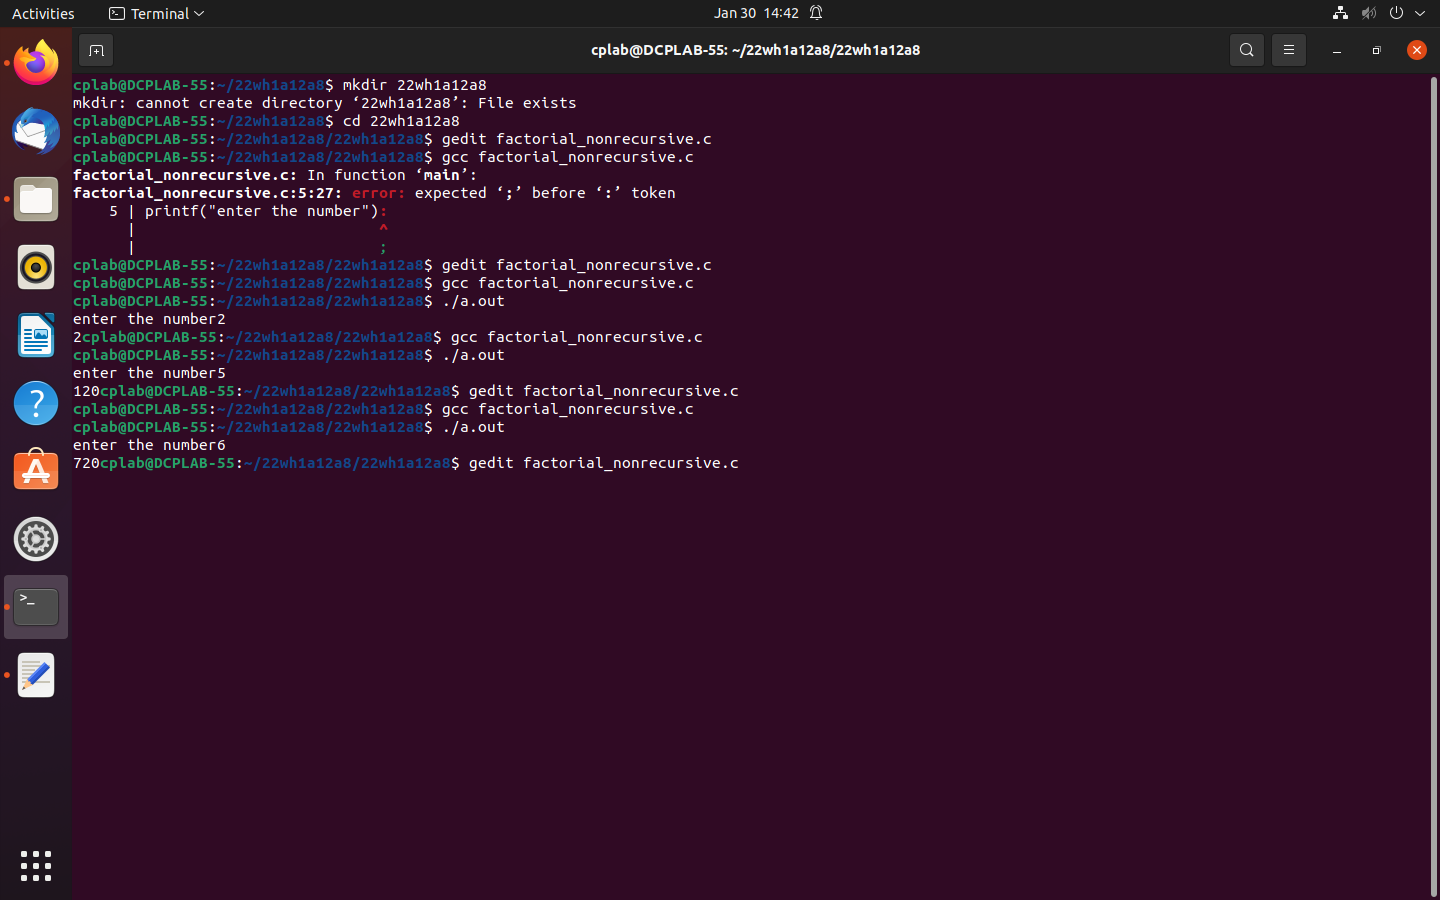 Activities
Terminal
Jan 30 14:42
cplab@DCPLAB-55: ~/22wh1a12a8/22wh1a12a8
cplab@DCPLAB-55:~/22wh1a12a8$ mkdir 22wh1a12a8
mkdir: cannot create directory ‘22wh1a12a8’: File exists
cplab@DCPLAB-55:~/22wh1a12a8$ cd 22wh1a12a8
cplab@DCPLAB-55:~/22wh1a12a8/22wh1a12a8$ gedit factorial_nonrecursive.c
cplab@DCPLAB-55:~/22wh1a12a8/22wh1a12a8$ gcc factorial_nonrecursive.c
factorial_nonrecursive.c: In function ‘main’:
factorial_nonrecursive.c:5:27: error: expected ‘;’ before ‘:’ token
    5 | printf("enter the number"):
      |                           ^
      |                           ;
cplab@DCPLAB-55:~/22wh1a12a8/22wh1a12a8$ gedit factorial_nonrecursive.c
cplab@DCPLAB-55:~/22wh1a12a8/22wh1a12a8$ gcc factorial_nonrecursive.c
cplab@DCPLAB-55:~/22wh1a12a8/22wh1a12a8$ ./a.out
enter the number2
2cplab@DCPLAB-55:~/22wh1a12a8/22wh1a12a8$ gcc factorial_nonrecursive.c
cplab@DCPLAB-55:~/22wh1a12a8/22wh1a12a8$ ./a.out
enter the number5
120cplab@DCPLAB-55:~/22wh1a12a8/22wh1a12a8$ gedit factorial_nonrecursive.c
cplab@DCPLAB-55:~/22wh1a12a8/22wh1a12a8$ gcc factorial_nonrecursive.c
cplab@DCPLAB-55:~/22wh1a12a8/22wh1a12a8$ ./a.out
enter the number6
720cplab@DCPLAB-55:~/22wh1a12a8/22wh1a12a8$ gedit factorial_nonrecursive.c